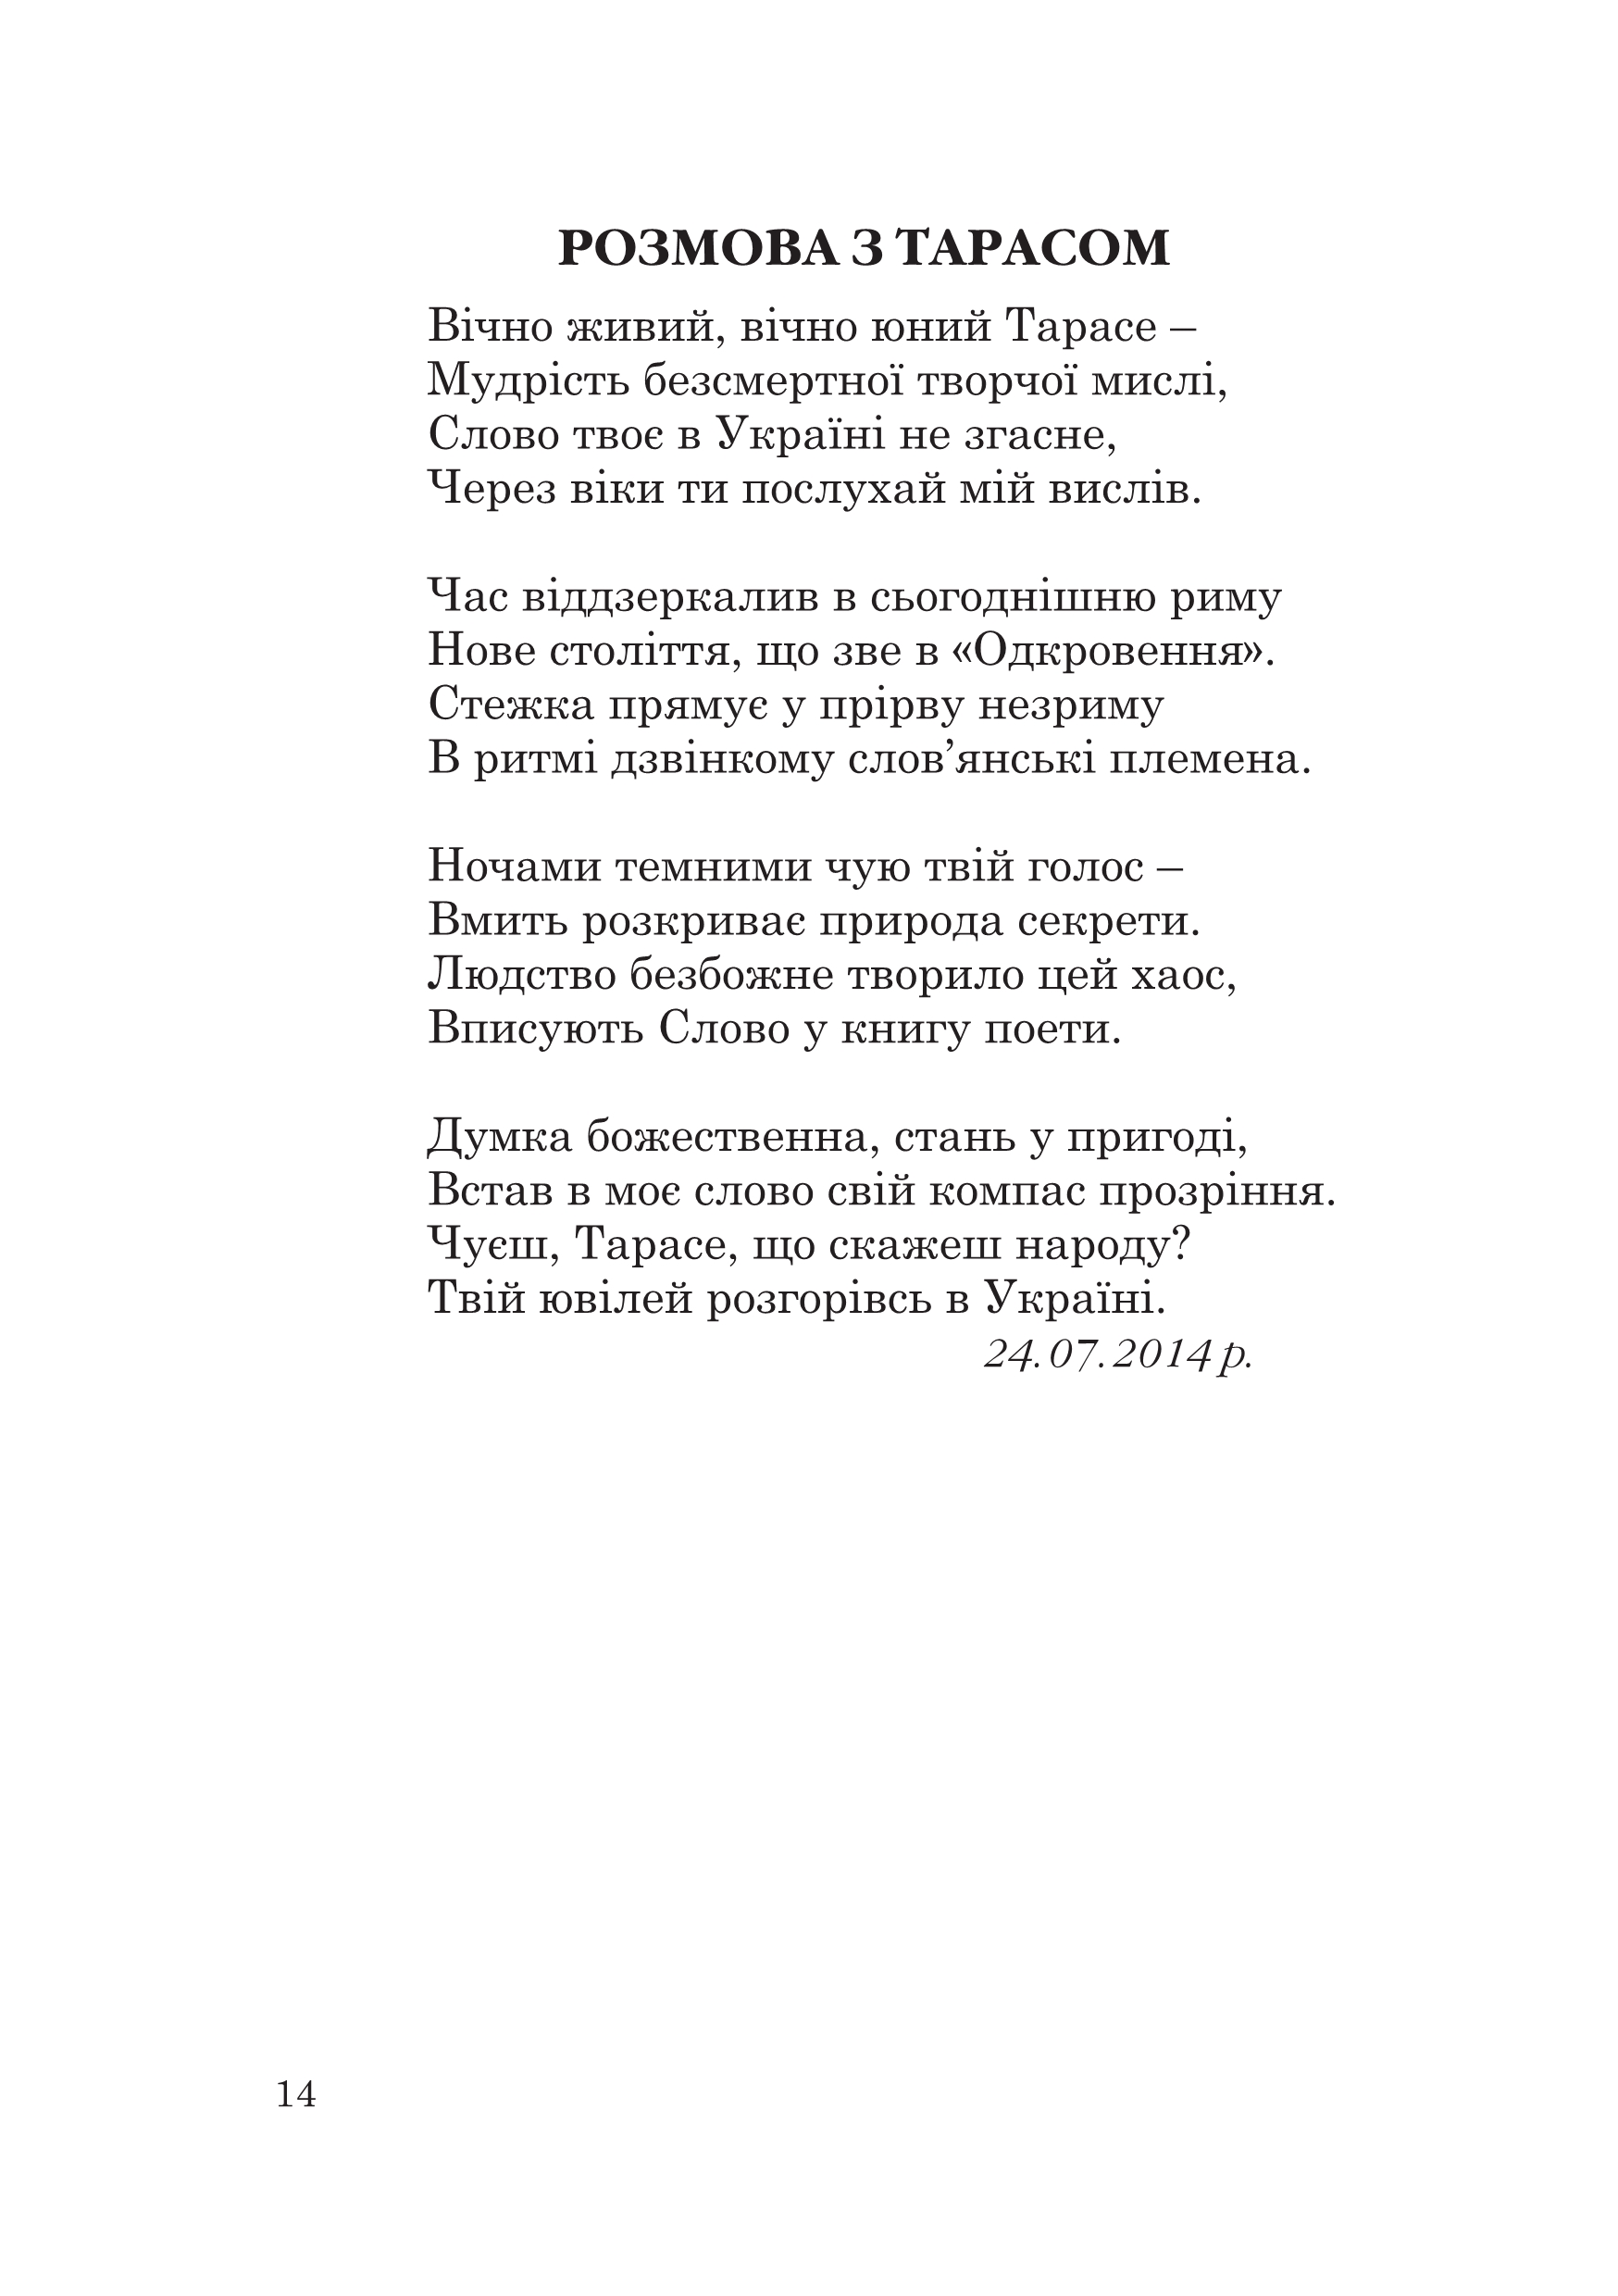 РОЗМОВА З ТАРАСОМ
Вічно живий, вічно юний Тарасе –
Мудрість безсмертної творчої мислі,
Слово твоє в Україні не згасне,
Через віки ти послухай мій вислів.

Час віддзеркалив в сьогоднішню риму
Нове століття, що зве в «Одкровення».
Стежка прямує у прірву незриму
В ритмі дзвінкому слов’янські племена.

Ночами темними чую твій голос –
Вмить розкриває природа секрети.
Людство безбожне творило цей хаос,
Вписують Слово у книгу поети.

Думка божественна, стань у пригоді,
Встав в моє слово свій компас прозріння.
Чуєш, Тарасе, що скажеш народу?
Твій ювілей розгорівсь в Україні.
24.07.2014 р.
14